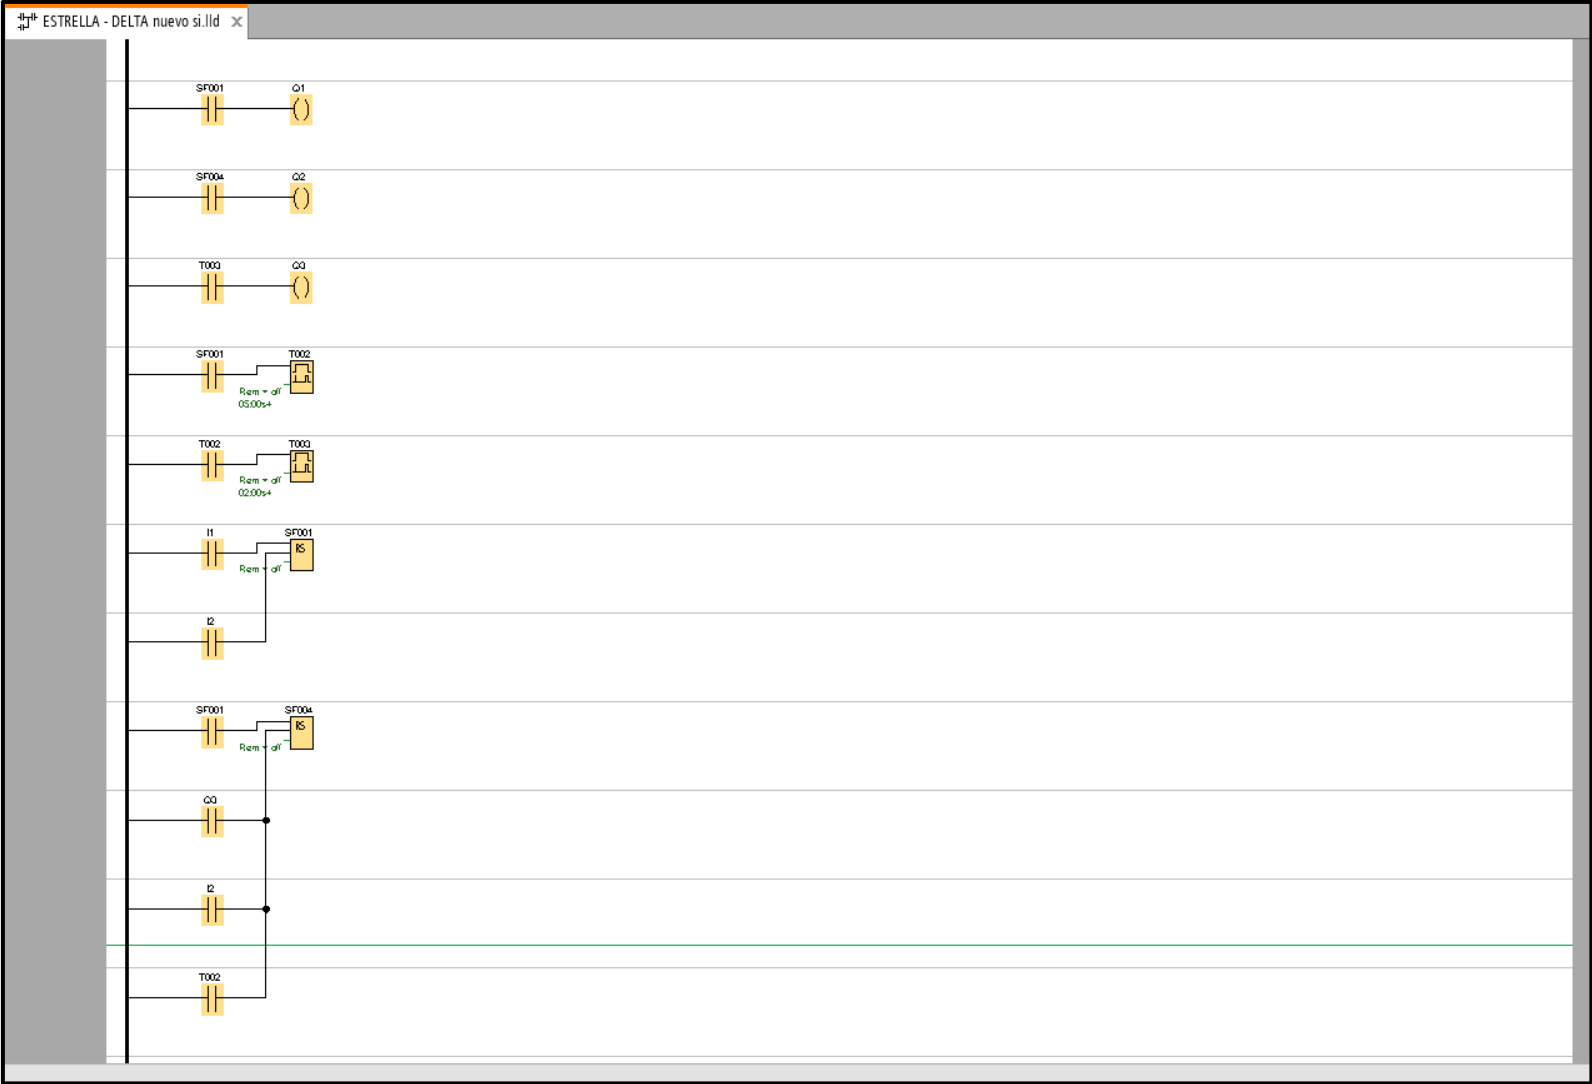 ESTRELLA - DELTA nuevo si.lld
SF001 Q1
SF004 Q2
T003 Q3
SF001 T002
Rem = off
05:00s+
T002 T003
Rem = off
02:00s+
I1 SF001
RS
Rem = off
I2
SF001 SF004
RS
Rem = off
Q3
I2
T002